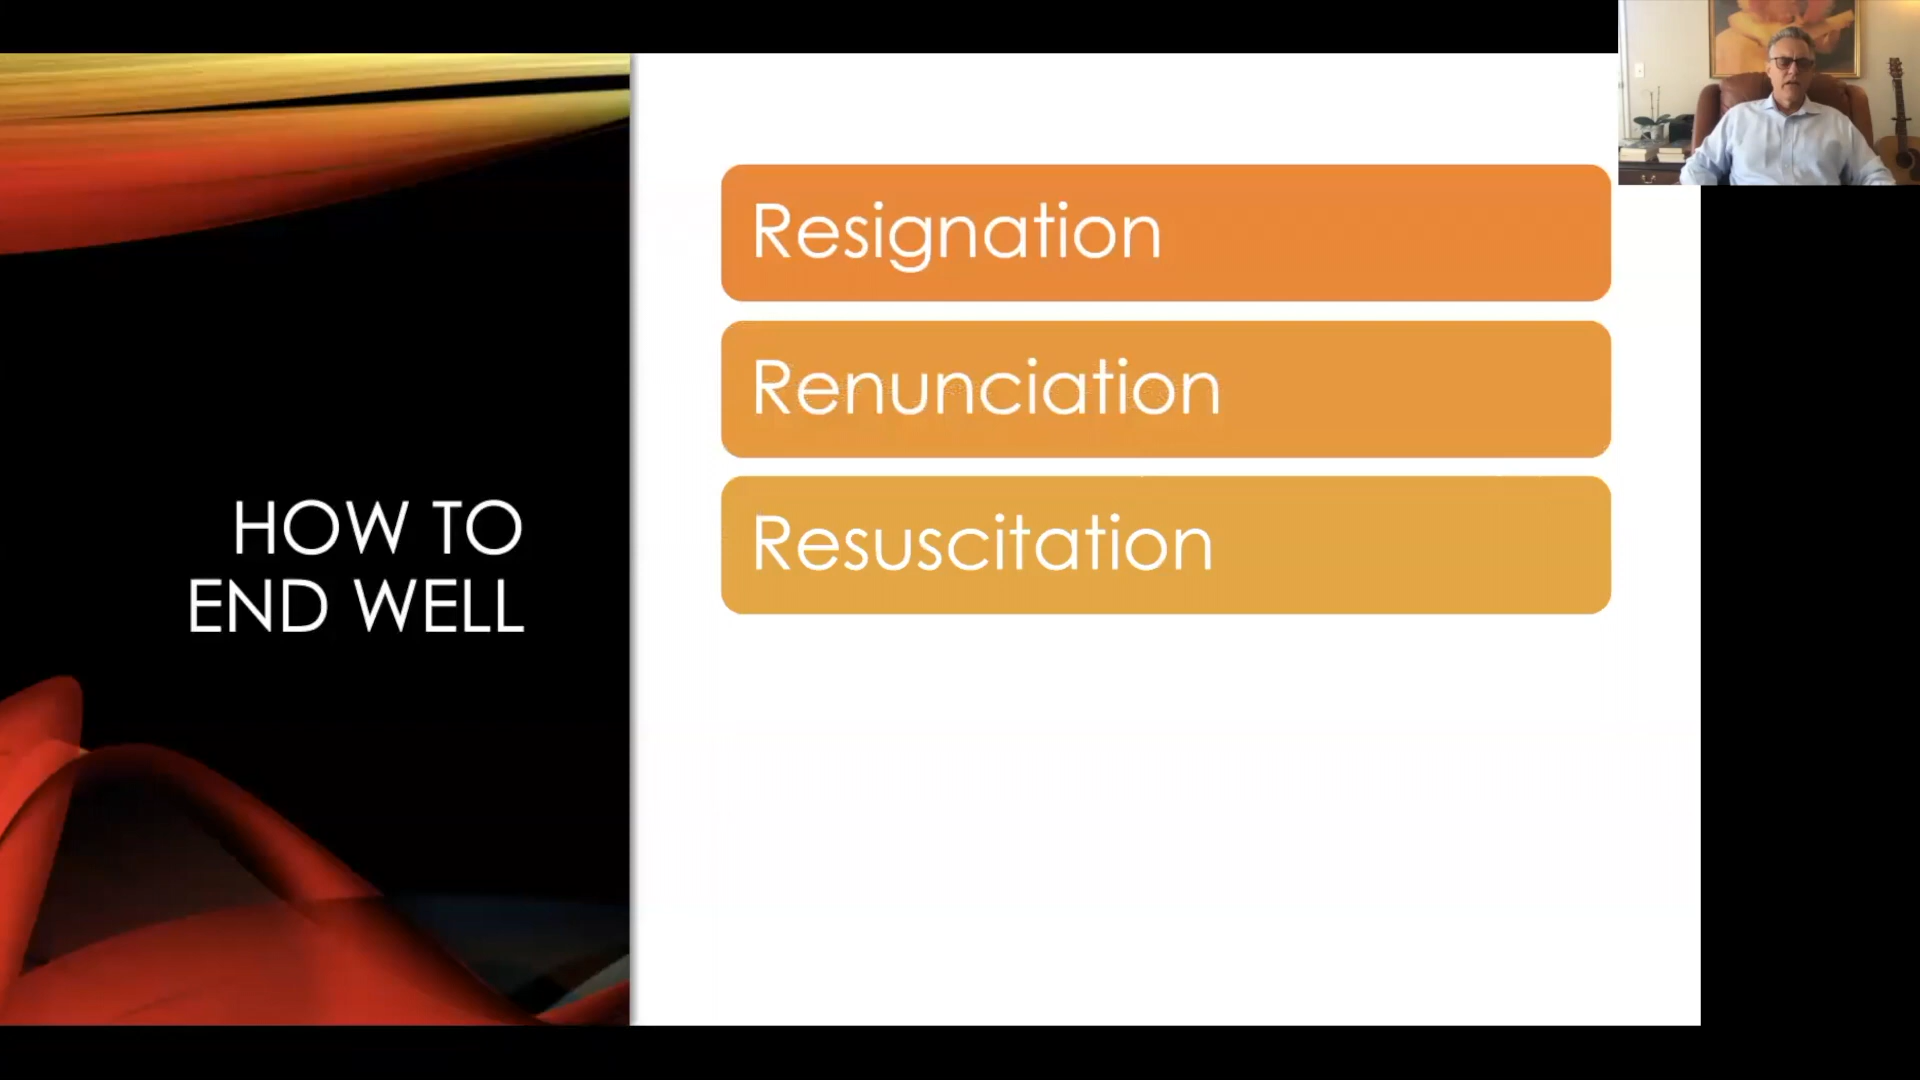 HOW TO
END WELL
Resignation
Renunciation
Resuscitation